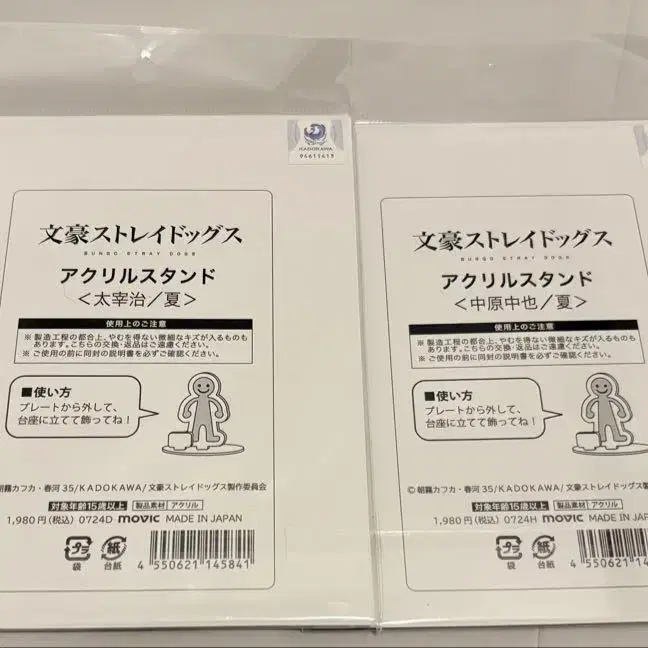 KADOKAWA
94611413
文豪ストレイドッグス
BUNGO STRAY DOGS
アクリルスタンド
<太宰治/夏>
使用上のご注意
※製造工程の都合上、やむを得ない微細なキズが入るものも
あります。こちらの交換・返品はご遠慮ください。
※ご使用の前に同封の説明書を必ずご確認ください。
■使い方
プレートから外して、
台座に立てて飾ってね!
朝霧カフカ・春河35/KADOKAWA/文豪ストレイドッグス製作委員会
対象年齢15歳以上 製品素材 アクリル
1,980円(税込) 0724D movic MADE IN JAPAN
プラ 袋
紙 台紙
4 550621 145841
文豪ストレイドッグス
BUNGO STRAY DOGS
アクリルスタンド
<中原中也/夏>
使用上のご注意
※製造工程の都合上、やむを得ない微細なキズが入るものも
あります。こちらの交換・返品はご遠慮ください。
※ご使用の前に同封の説明書を必ずご確認ください。
■使い方
プレートから外して、
台座に立てて飾ってね!
©朝霧カフカ・春河35/KADOKAWA/文豪ストレイドッグス製
対象年齢15歳以上 製品素材 アクリル
1,980円(税込) 0724H movic MADE IN JAPAN
プラ 袋
紙 台紙
4 550621 14